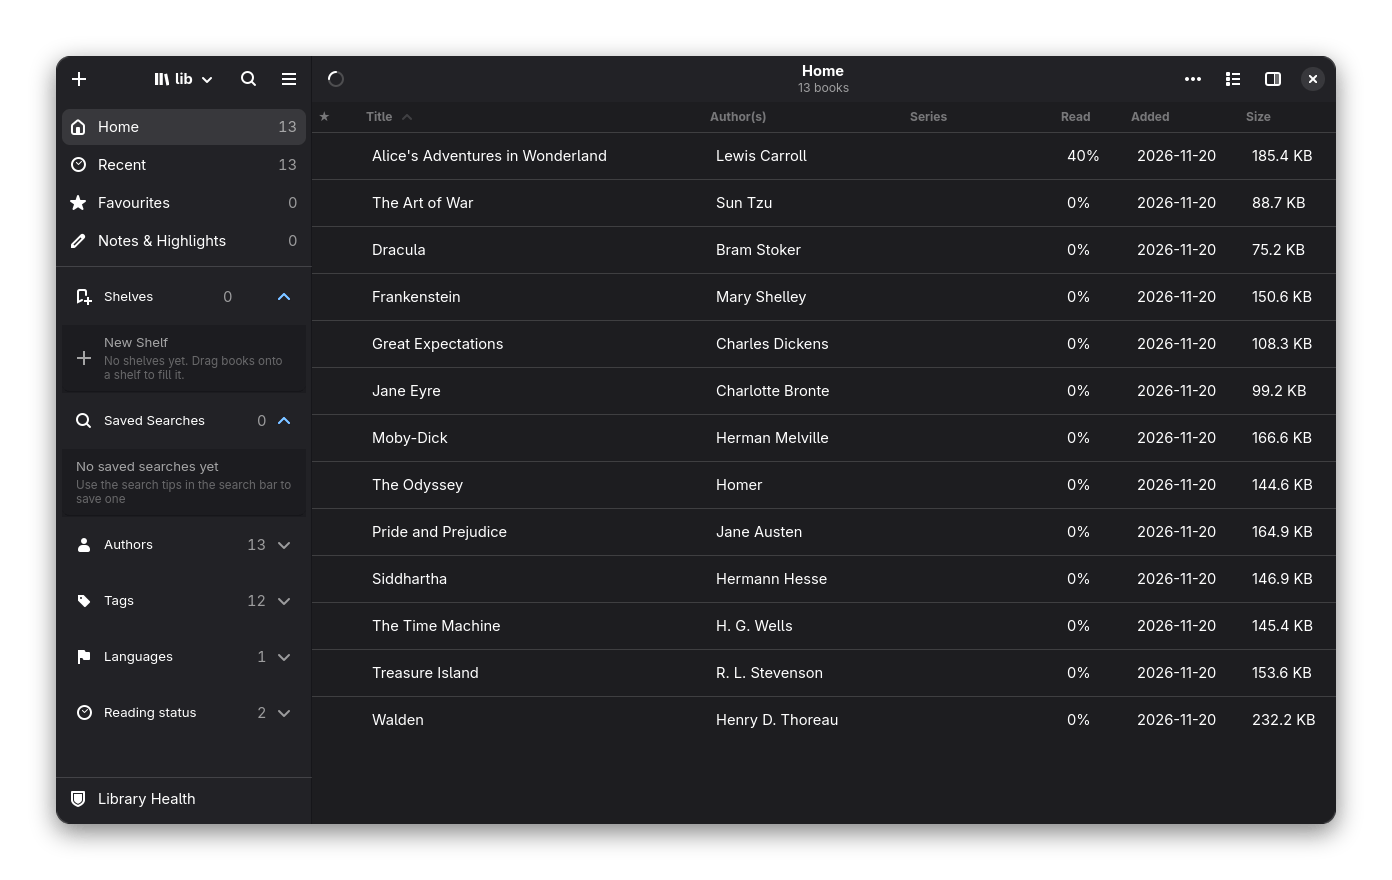 lib
Home
13 books
Home 13
Recent 13
Favourites 0
Notes & Highlights 0
Shelves 0
New Shelf
No shelves yet. Drag books onto
a shelf to fill it.
Saved Searches 0
No saved searches yet
Use the search tips in the search bar to
save one
Authors 13
Tags 12
Languages 1
Reading status 2
Library Health
Title Author(s) Series Read Added Size
Alice's Adventures in Wonderland Lewis Carroll 40% 2026-11-20 185.4 KB
The Art of War Sun Tzu 0% 2026-11-20 88.7 KB
Dracula Bram Stoker 0% 2026-11-20 75.2 KB
Frankenstein Mary Shelley 0% 2026-11-20 150.6 KB
Great Expectations Charles Dickens 0% 2026-11-20 108.3 KB
Jane Eyre Charlotte Bronte 0% 2026-11-20 99.2 KB
Moby-Dick Herman Melville 0% 2026-11-20 166.6 KB
The Odyssey Homer 0% 2026-11-20 144.6 KB
Pride and Prejudice Jane Austen 0% 2026-11-20 164.9 KB
Siddhartha Hermann Hesse 0% 2026-11-20 146.9 KB
The Time Machine H. G. Wells 0% 2026-11-20 145.4 KB
Treasure Island R. L. Stevenson 0% 2026-11-20 153.6 KB
Walden Henry D. Thoreau 0% 2026-11-20 232.2 KB